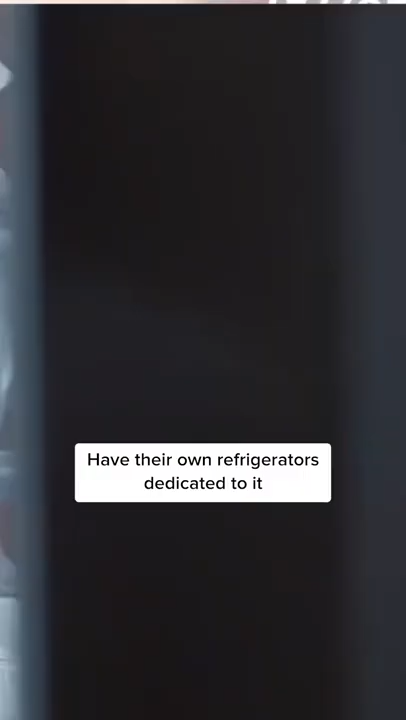 Have their own refrigerators
dedicated to it